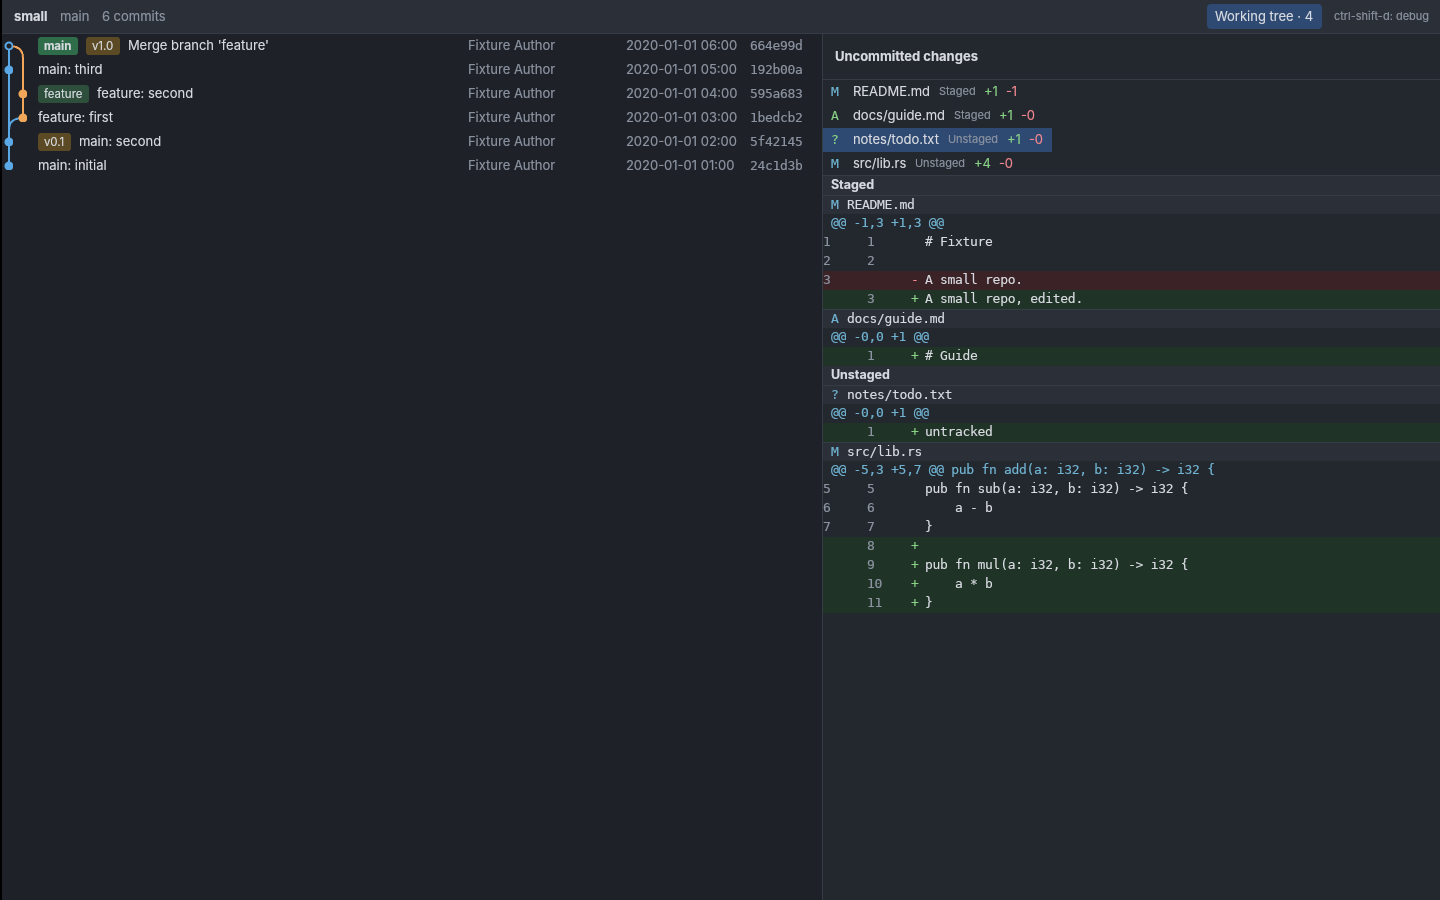 small main 6 commits Working tree · 4 ctrl-shift-d: debug
main v1.0 Merge branch 'feature' Fixture Author 2020-01-01 06:00 664e99d
main: third Fixture Author 2020-01-01 05:00 192b00a
feature feature: second Fixture Author 2020-01-01 04:00 595a683
feature: first Fixture Author 2020-01-01 03:00 1bedcb2
v0.1 main: second Fixture Author 2020-01-01 02:00 5f42145
main: initial Fixture Author 2020-01-01 01:00 24c1d3b
Uncommitted changes
M README.md Staged +1 -1
A docs/guide.md Staged +1 -0
? notes/todo.txt Unstaged +1 -0
M src/lib.rs Unstaged +4 -0
Staged
M README.md
@@ -1,3 +1,3 @@
1 1 # Fixture
2 2
3 - A small repo.
3 + A small repo, edited.
A docs/guide.md
@@ -0,0 +1 @@
1 + # Guide
Unstaged
? notes/todo.txt
@@ -0,0 +1 @@
1 + untracked
M src/lib.rs
@@ -5,3 +5,7 @@ pub fn add(a: i32, b: i32) -> i32 {
5 5 pub fn sub(a: i32, b: i32) -> i32 {
6 6 a - b
7 7 }
8 +
9 + pub fn mul(a: i32, b: i32) -> i32 {
10 + a * b
11 + }